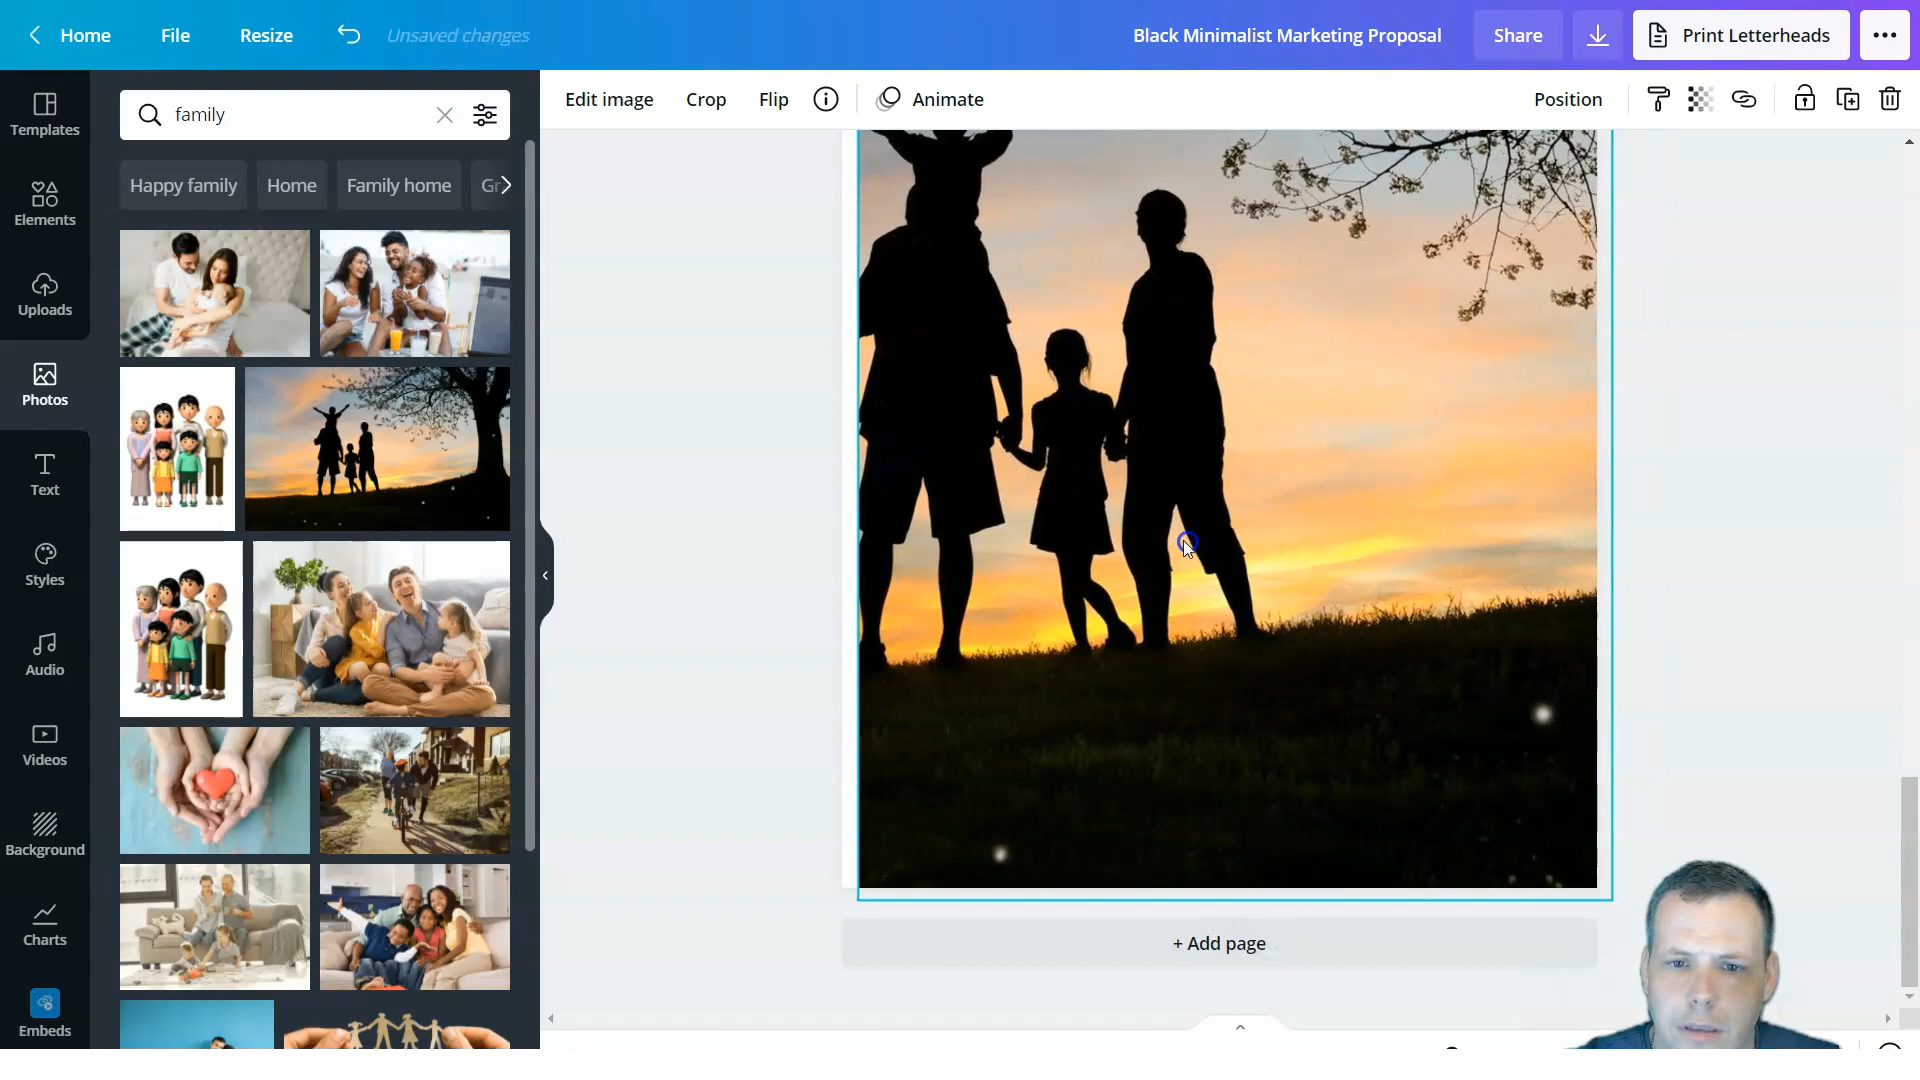 Home File Resize Unsaved changes Black Minimalist Marketing Proposal Share Print Letterheads
Edit image Crop Flip Animate Position
family
Happy family Home Family home Gr
Templates
Elements
Uploads
Photos
Text
Styles
Audio
Videos
Background
Charts
Embeds
+ Add page